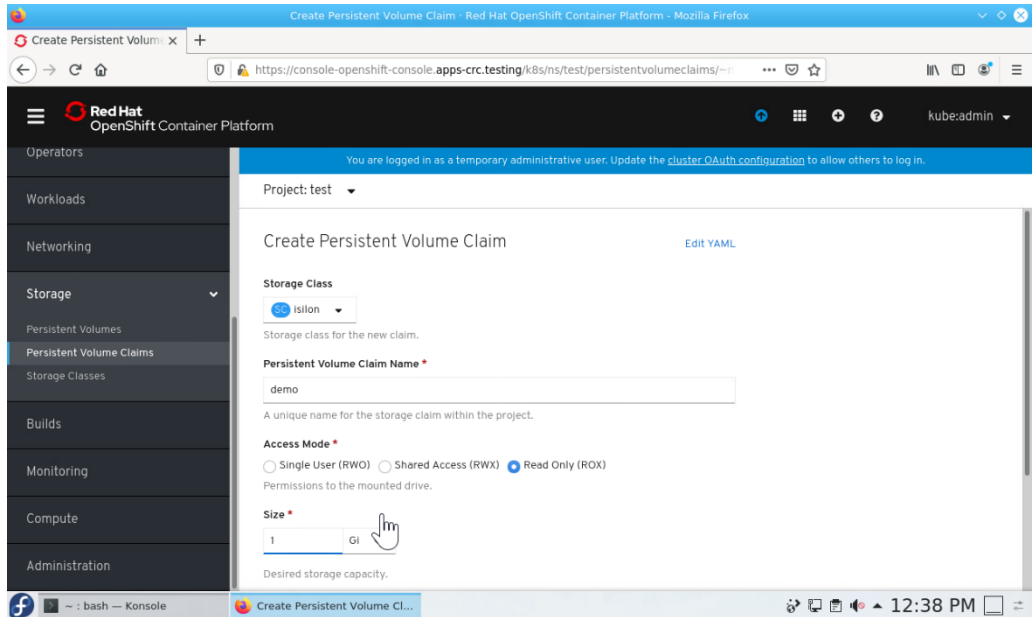 Create Persistent Volume Claim · Red Hat OpenShift Container Platform - Mozilla Firefox
Create Persistent Volum
https://console-openshift-console.apps-crc.testing/k8s/ns/test/persistentvolumeclaims/~
Red Hat
OpenShift Container Platform
kube:admin
Operators
You are logged in as a temporary administrative user. Update the cluster OAuth configuration to allow others to log in.
Project: test
Workloads
Networking
Storage
Persistent Volumes
Persistent Volume Claims
Storage Classes
Builds
Monitoring
Compute
Administration
Create Persistent Volume Claim
Edit YAML
Storage Class
SC isilon
Storage class for the new claim.
Persistent Volume Claim Name *
demo
A unique name for the storage claim within the project.
Access Mode *
Single User (RWO) Shared Access (RWX) Read Only (ROX)
Permissions to the mounted drive.
Size *
1 Gi
Desired storage capacity.
~ : bash — Konsole
Create Persistent Volume Cl...
12:38 PM